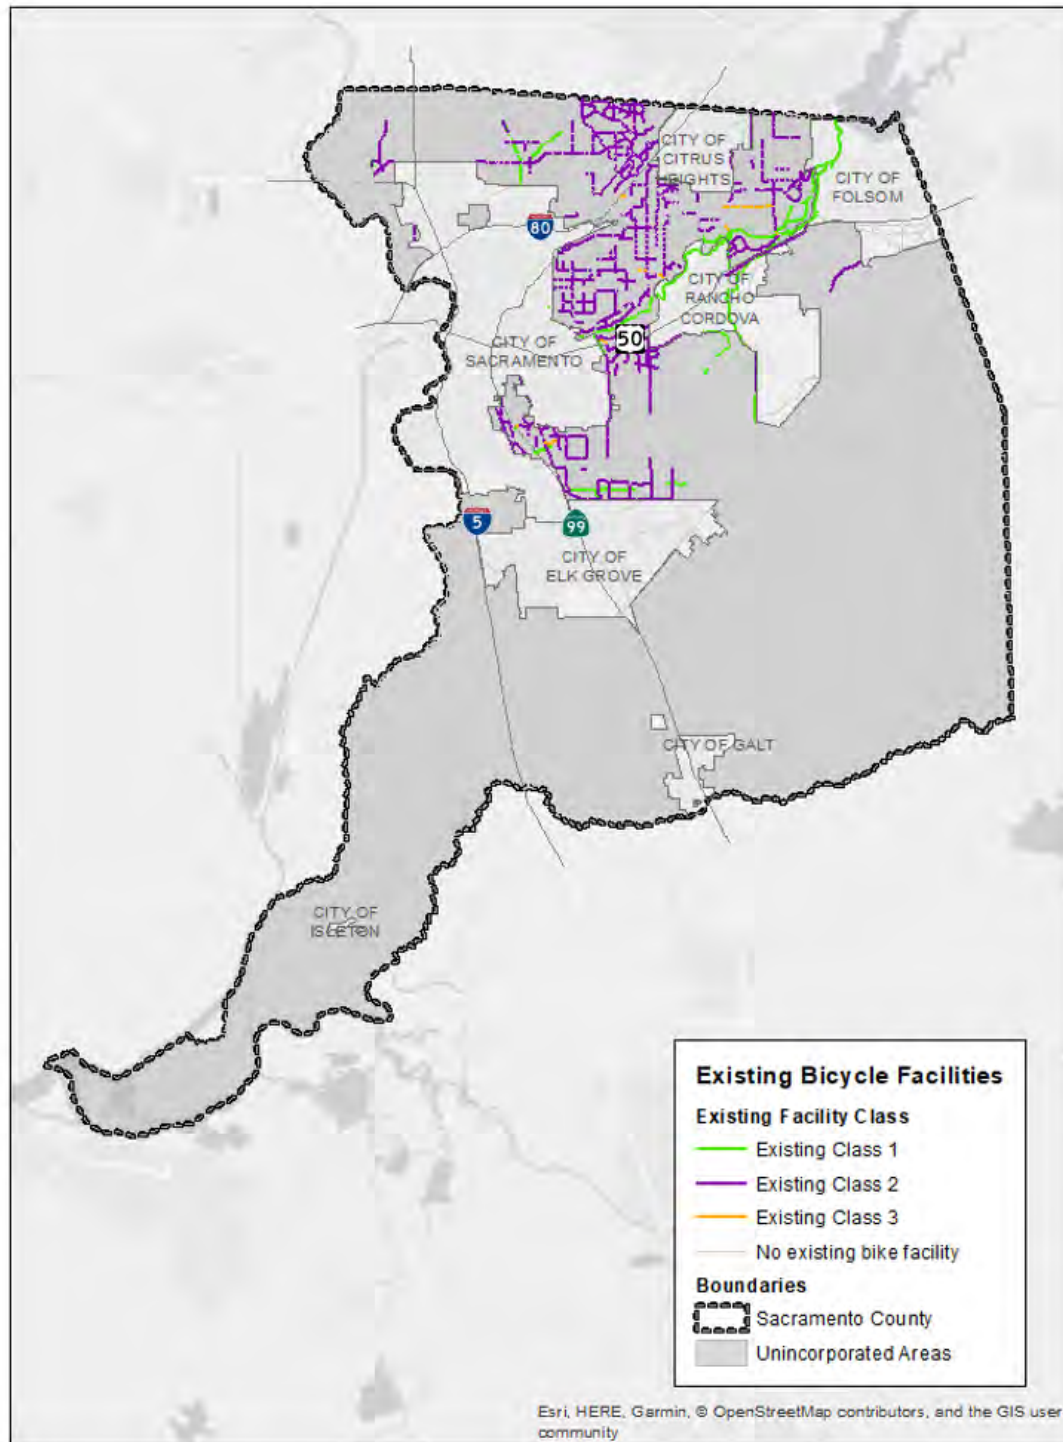 CITY OF
CITRUS
HEIGHTS
CITY OF
FOLSOM
80
CITY OF
RANCHO
CORDOVA
50
CITY OF
SACRAMENTO
5
99
CITY OF
ELK GROVE
CITY OF GALT
CITY OF
ISLETON
Existing Bicycle Facilities
Existing Facility Class
Existing Class 1
Existing Class 2
Existing Class 3
No existing bike facility
Boundaries
Sacramento County
Unincorporated Areas
Esri, HERE, Garmin, © OpenStreetMap contributors, and the GIS user
community